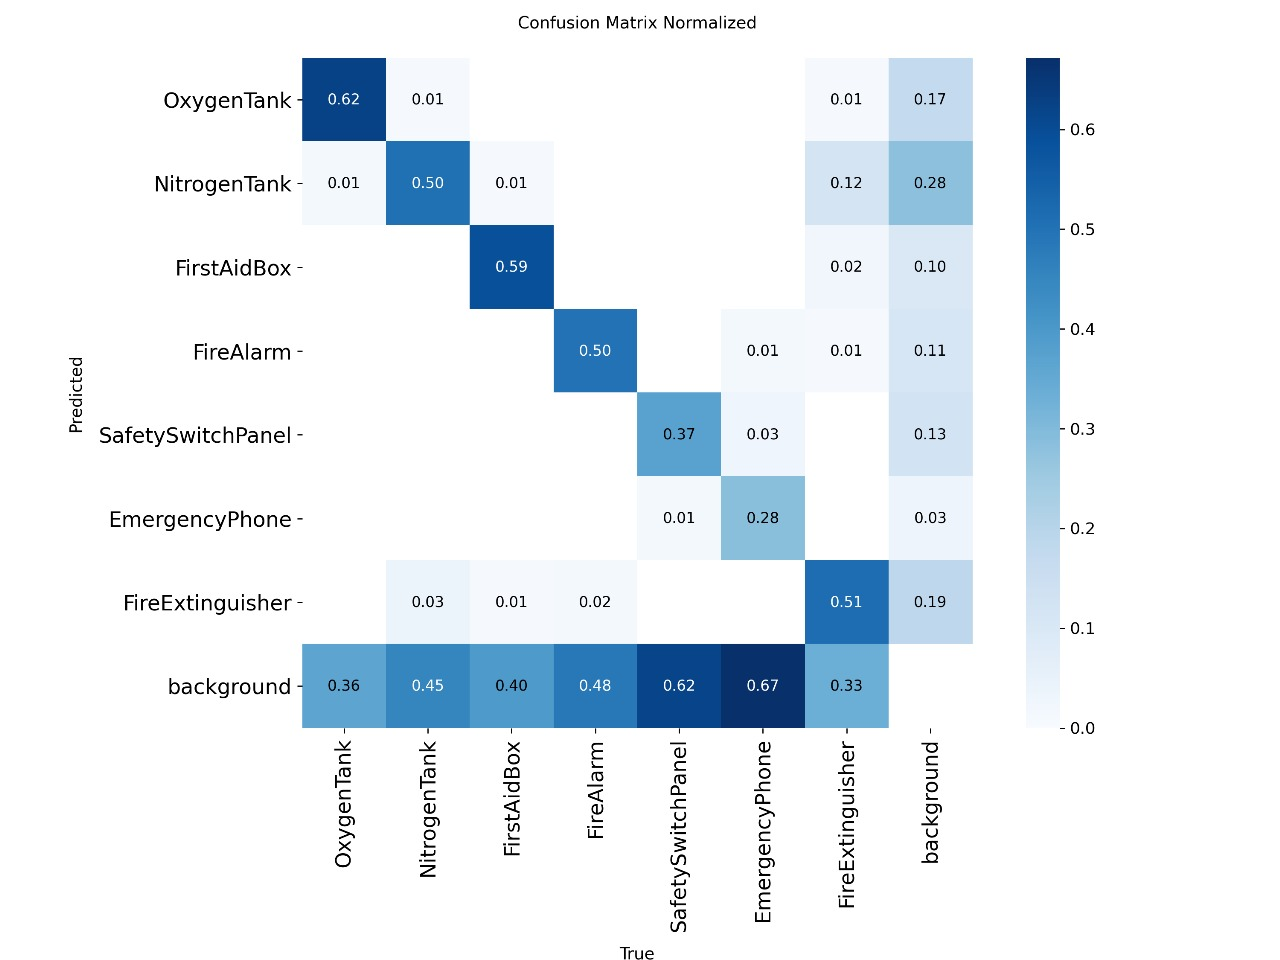 Confusion Matrix Normalized
OxygenTank 0.62 0.01 0.01 0.17
NitrogenTank 0.01 0.50 0.01 0.12 0.28
FirstAidBox 0.59 0.02 0.10
FireAlarm 0.50 0.01 0.01 0.11
SafetySwitchPanel 0.37 0.03 0.13
EmergencyPhone 0.01 0.28 0.03
FireExtinguisher 0.03 0.01 0.02 0.51 0.19
background 0.36 0.45 0.40 0.48 0.62 0.67 0.33
Predicted
OxygenTank
NitrogenTank
FirstAidBox
FireAlarm
SafetySwitchPanel
EmergencyPhone
FireExtinguisher
background
True
0.6
0.5
0.4
0.3
0.2
0.1
0.0